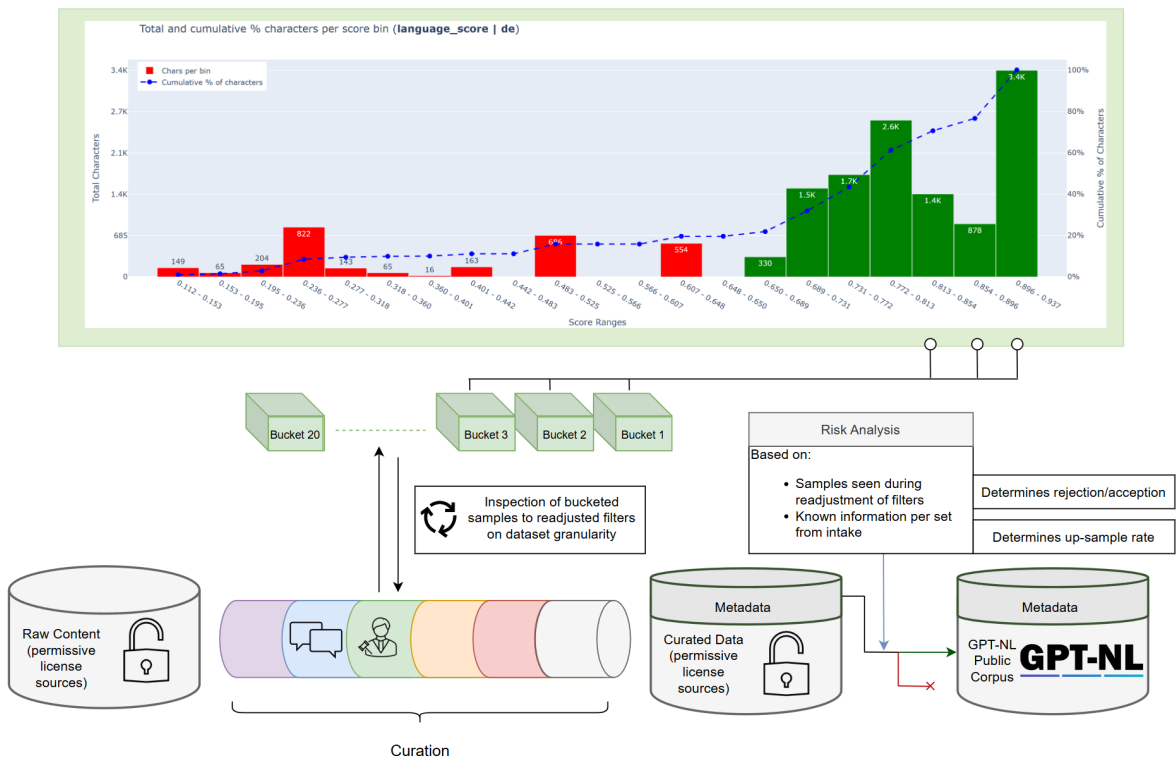 Total and cumulative % characters per score bin (language_score | de)
Chars per bin
Cumulative % of characters
Total Characters
3.4K
2.7K
2.1K
1.4K
685
0
149
65
204
822
143
65
16
163
686
554
330
1.5K
1.7K
2.6K
1.4K
878
3.4K
100%
80%
60%
40%
20%
0%
Cumulative % of Characters
0.112 - 0.153
0.153 - 0.195
0.195 - 0.236
0.236 - 0.277
0.277 - 0.318
0.318 - 0.360
0.360 - 0.401
0.401 - 0.442
0.442 - 0.483
0.483 - 0.525
0.525 - 0.566
0.566 - 0.607
0.607 - 0.648
0.648 - 0.650
0.650 - 0.689
0.689 - 0.731
0.731 - 0.772
0.772 - 0.813
0.813 - 0.854
0.854 - 0.896
0.896 - 0.937
Score Ranges
Bucket 20
Bucket 3
Bucket 2
Bucket 1
Inspection of bucketed
samples to readjusted filters
on dataset granularity
Risk Analysis
Based on:
• Samples seen during
readjustment of filters
• Known information per set
from intake
Determines rejection/acception
Determines up-sample rate
Raw Content
(permissive
license
sources)
Curation
Metadata
Curated Data
(permissive
license
sources)
Metadata
GPT-NL
Public
Corpus
GPT-NL